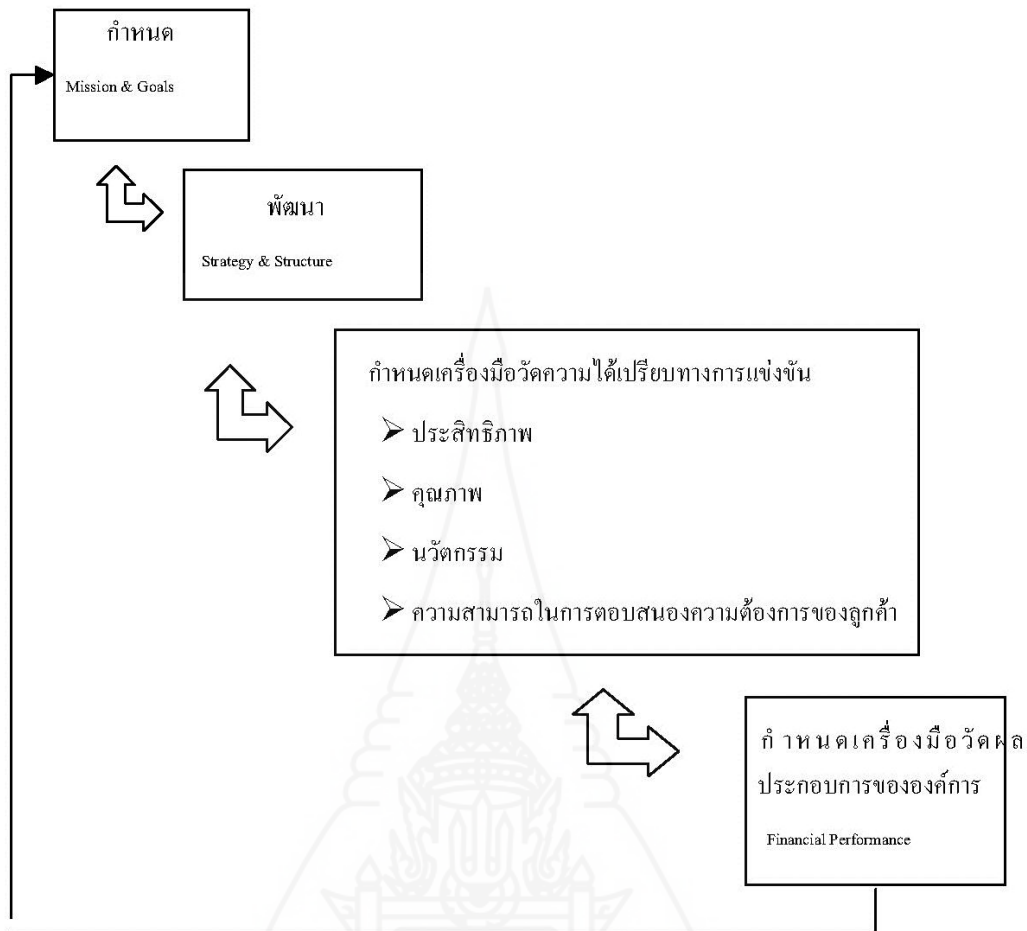 กำหนด
Mission & Goals
พัฒนา
Strategy & Structure
กำหนดเครื่องมือวัดความได้เปรียบทางการแข่งขัน
➢ ประสิทธิภาพ
➢ คุณภาพ
➢ นวัตกรรม
➢ ความสามารถในการตอบสนองความต้องการของลูกค้า
กำหนดเครื่องมือวัดผล
ประกอบการขององค์การ
Financial Performance